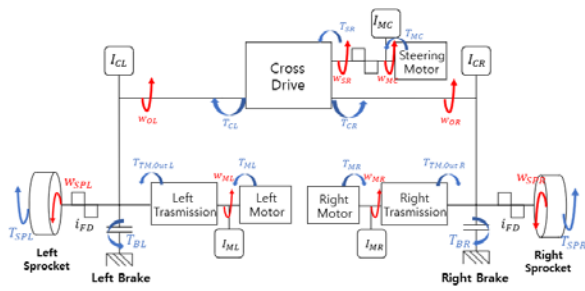 I_MC
T_SR
T_MC
I_CL
Cross Drive
Steering Motor
I_CR
w_SR
w_MC
w_OL
T_CL
T_CR
w_OR
T_TM.Out L
w_ML
T_ML
T_MR
w_MR
T_TM.Out R
w_SPL
w_SPR
Left Trasmission
Left Motor
Right Motor
Right Trasmission
T_SPL
i_FD
T_BL
I_ML
I_MR
T_BR
i_FD
T_SPR
Left Sprocket
Left Brake
Right Brake
Right Sprocket